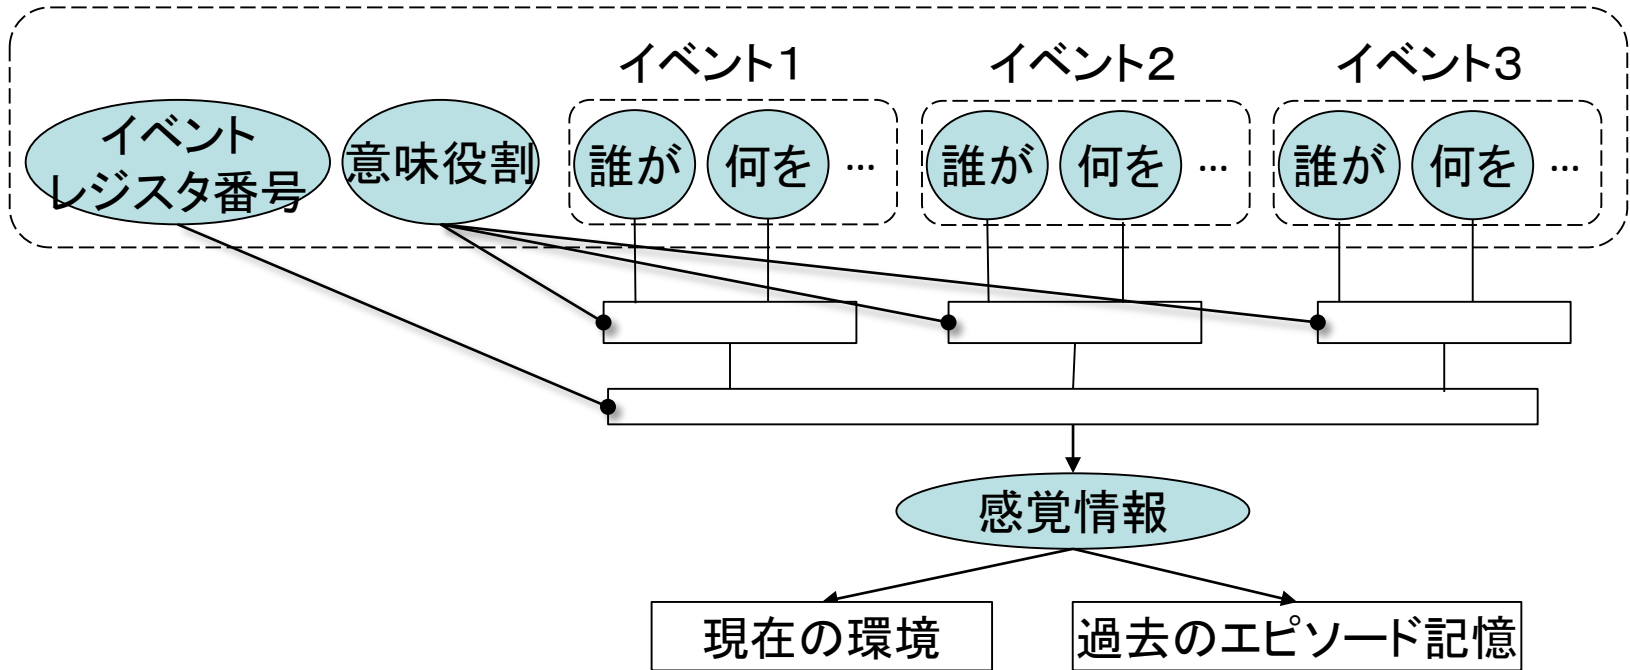 イベント1
イベント2
イベント3
イベント
レジスタ番号
意味役割
誰が
何を
…
誰が
何を
…
誰が
何を
…
感覚情報
現在の環境
過去のエピソード記憶